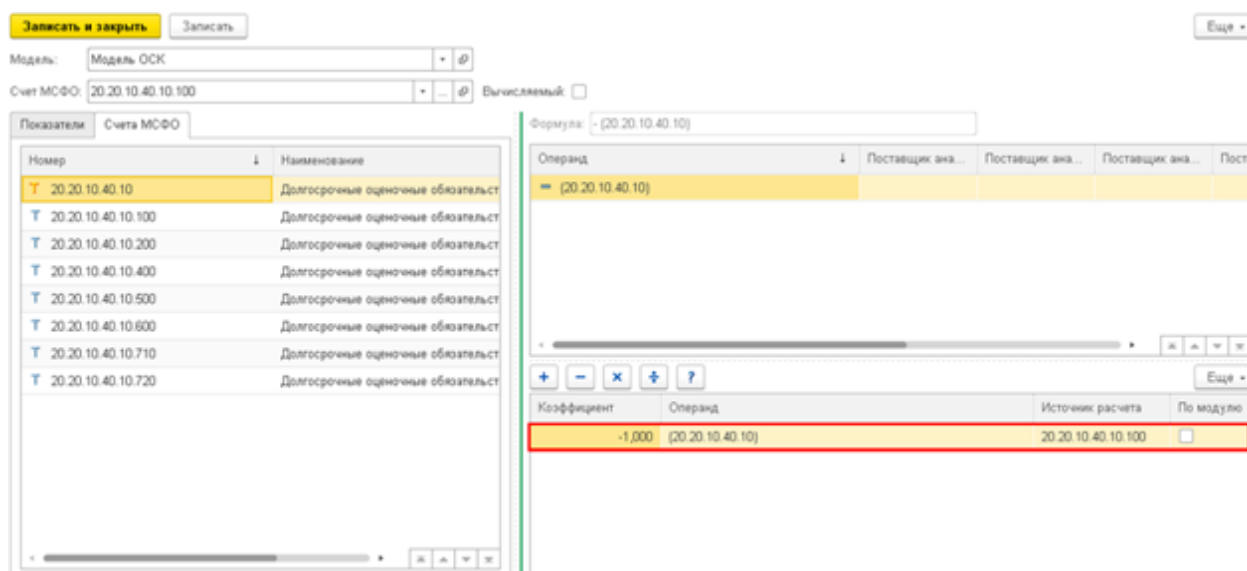 Записать и закрыть Записать Еще
Модель: Модель ОСК
Счет МСФО: 20.20.10.40.10.100 Вычисляемый:
Показатели Счета МСФО
Номер Наименование
20.20.10.40.10 Долгосрочные оценочные обязательст
20.20.10.40.10.100 Долгосрочные оценочные обязательст
20.20.10.40.10.200 Долгосрочные оценочные обязательст
20.20.10.40.10.400 Долгосрочные оценочные обязательст
20.20.10.40.10.500 Долгосрочные оценочные обязательст
20.20.10.40.10.600 Долгосрочные оценочные обязательст
20.20.10.40.10.710 Долгосрочные оценочные обязательст
20.20.10.40.10.720 Долгосрочные оценочные обязательст
Формула: - (20.20.10.40.10)
Операнд Поставщик ана... Поставщик ана... Поставщик ана... Пост
(20.20.10.40.10)
Еще
Коэффициент Операнд Источник расчета По модулю
-1,000 (20.20.10.40.10) 20.20.10.40.10.100